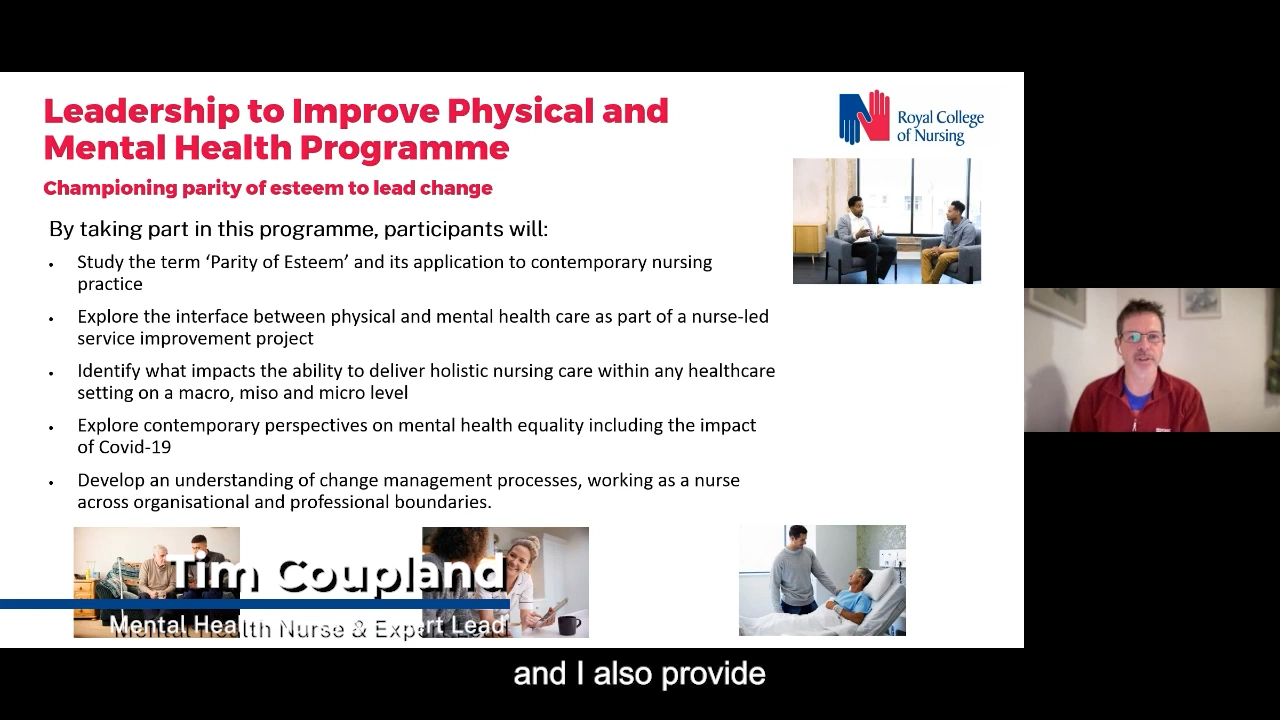 Leadership to Improve Physical and
Mental Health Programme
Royal College
of Nursing
Championing parity of esteem to lead change
By taking part in this programme, participants will:
• Study the term ‘Parity of Esteem’ and its application to contemporary nursing
practice
• Explore the interface between physical and mental health care as part of a nurse-led
service improvement project
• Identify what impacts the ability to deliver holistic nursing care within any healthcare
setting on a macro, miso and micro level
• Explore contemporary perspectives on mental health equality including the impact
of Covid-19
• Develop an understanding of change management processes, working as a nurse
across organisational and professional boundaries.
Tim Coupland
Mental Health Nurse & Expert Lead
and I also provide